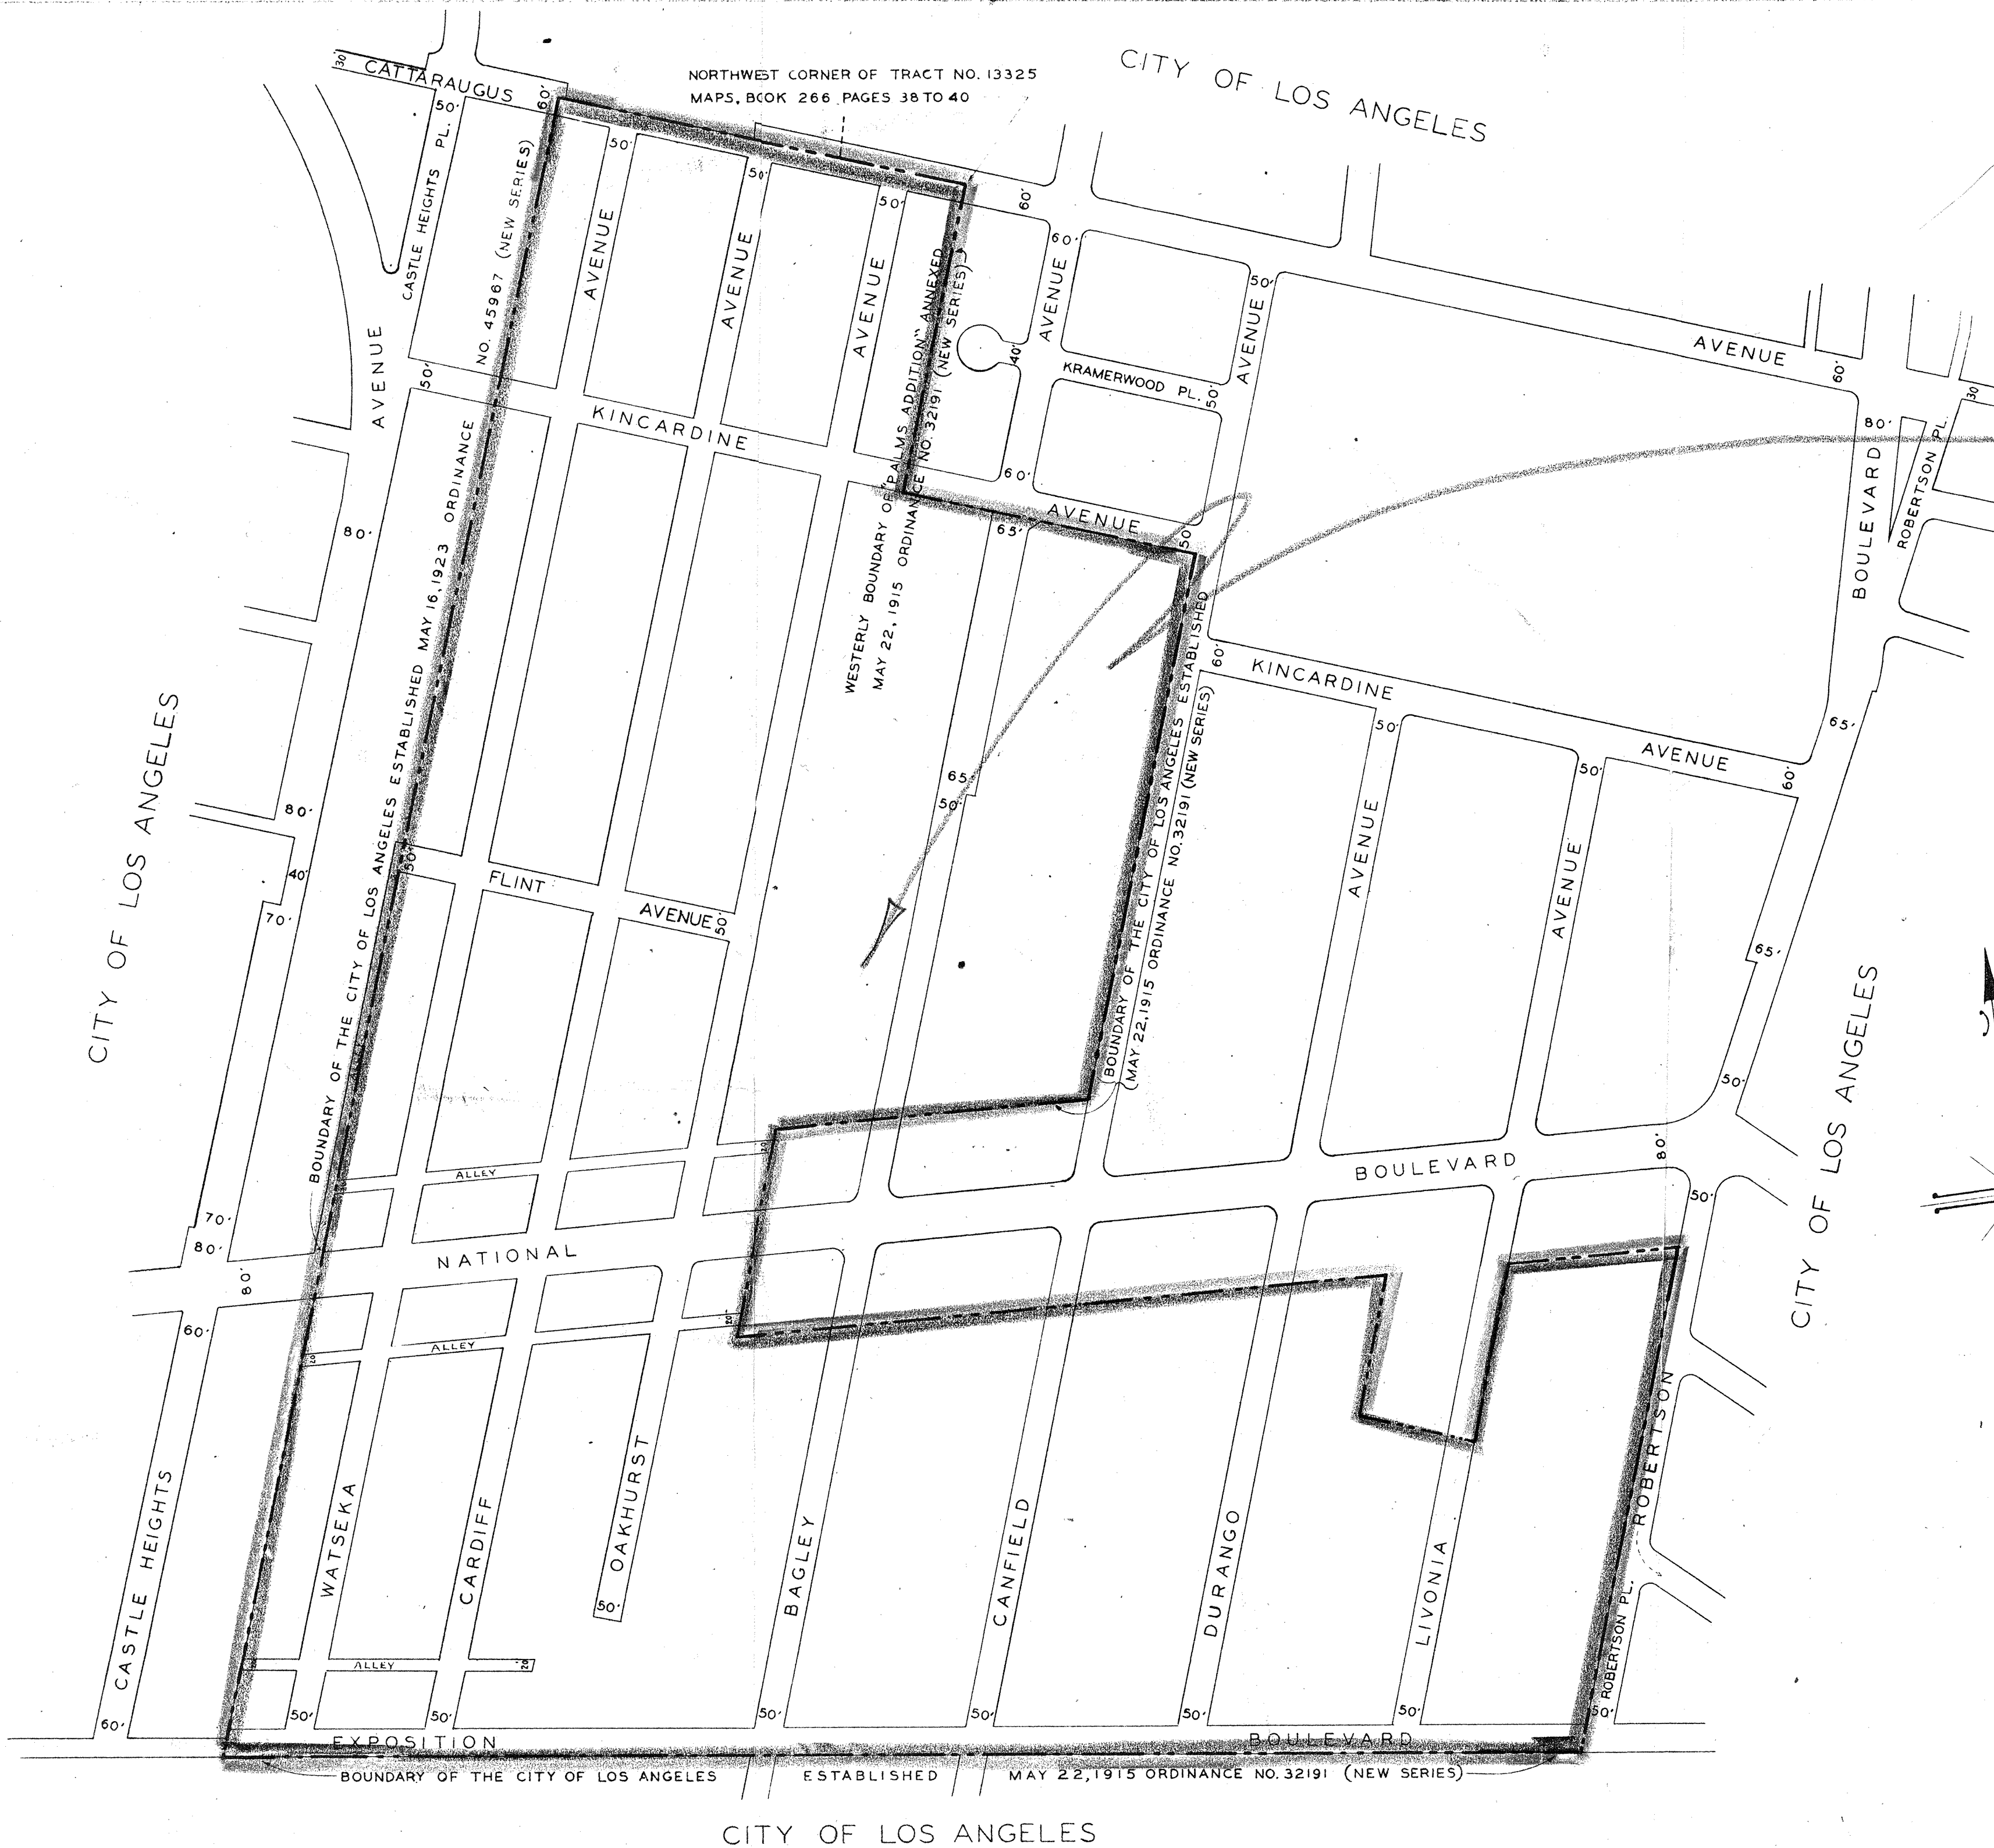 CITY OF LOS ANGELES
NORTHWEST CORNER OF TRACT NO. 13325
MAPS, BOOK 266 PAGES 38 TO 40
30'
CATTARAUGUS
60'
50'
CASTLE HEIGHTS PL.
50'
50'
50'
60'
60'
50'
AVENUE
AVENUE
AVENUE
AVENUE
AVENUE
AVENUE
40'
KRAMERWOOD PL.
50'
AVENUE
60'
80'
30
BOULEVARD
ROBERTSON PL.
AVENUE
50'
KINCARDINE
60'
AVENUE
65'
50'
80'
WESTERLY BOUNDARY OF "PALMS ADDITION" ANNEXED
MAY 22, 1915 ORDINANCE NO. 32191 (NEW SERIES)
BOUNDARY OF THE CITY OF LOS ANGELES ESTABLISHED MAY 16, 1923 ORDINANCE NO. 45967 (NEW SERIES)
60'
KINCARDINE
AVENUE
60'
50'
50'
65'
65'
50
80'
40'
70'
50'
FLINT
AVENUE
50'
AVENUE
AVENUE
65'
50'
CITY OF LOS ANGELES
CITY OF LOS ANGELES
BOUNDARY OF THE CITY OF LOS ANGELES ESTABLISHED
MAY 22, 1915 ORDINANCE NO. 32191 (NEW SERIES)
ALLEY
20'
BOULEVARD
80'
50'
70'
80'
80'
NATIONAL
60'
20'
ALLEY
20'
CASTLE HEIGHTS
WATSEKA
CARDIFF
OAKHURST
50'
BAGLEY
CANFIELD
DURANGO
LIVONIA
ROBERTSON
ROBERTSON PL.
ALLEY
20'
60'
50'
50'
50'
50'
50'
50'
50'
EXPOSITION
BOULEVARD
BOUNDARY OF THE CITY OF LOS ANGELES ESTABLISHED MAY 22, 1915 ORDINANCE NO. 32191 (NEW SERIES)
CITY OF LOS ANGELES